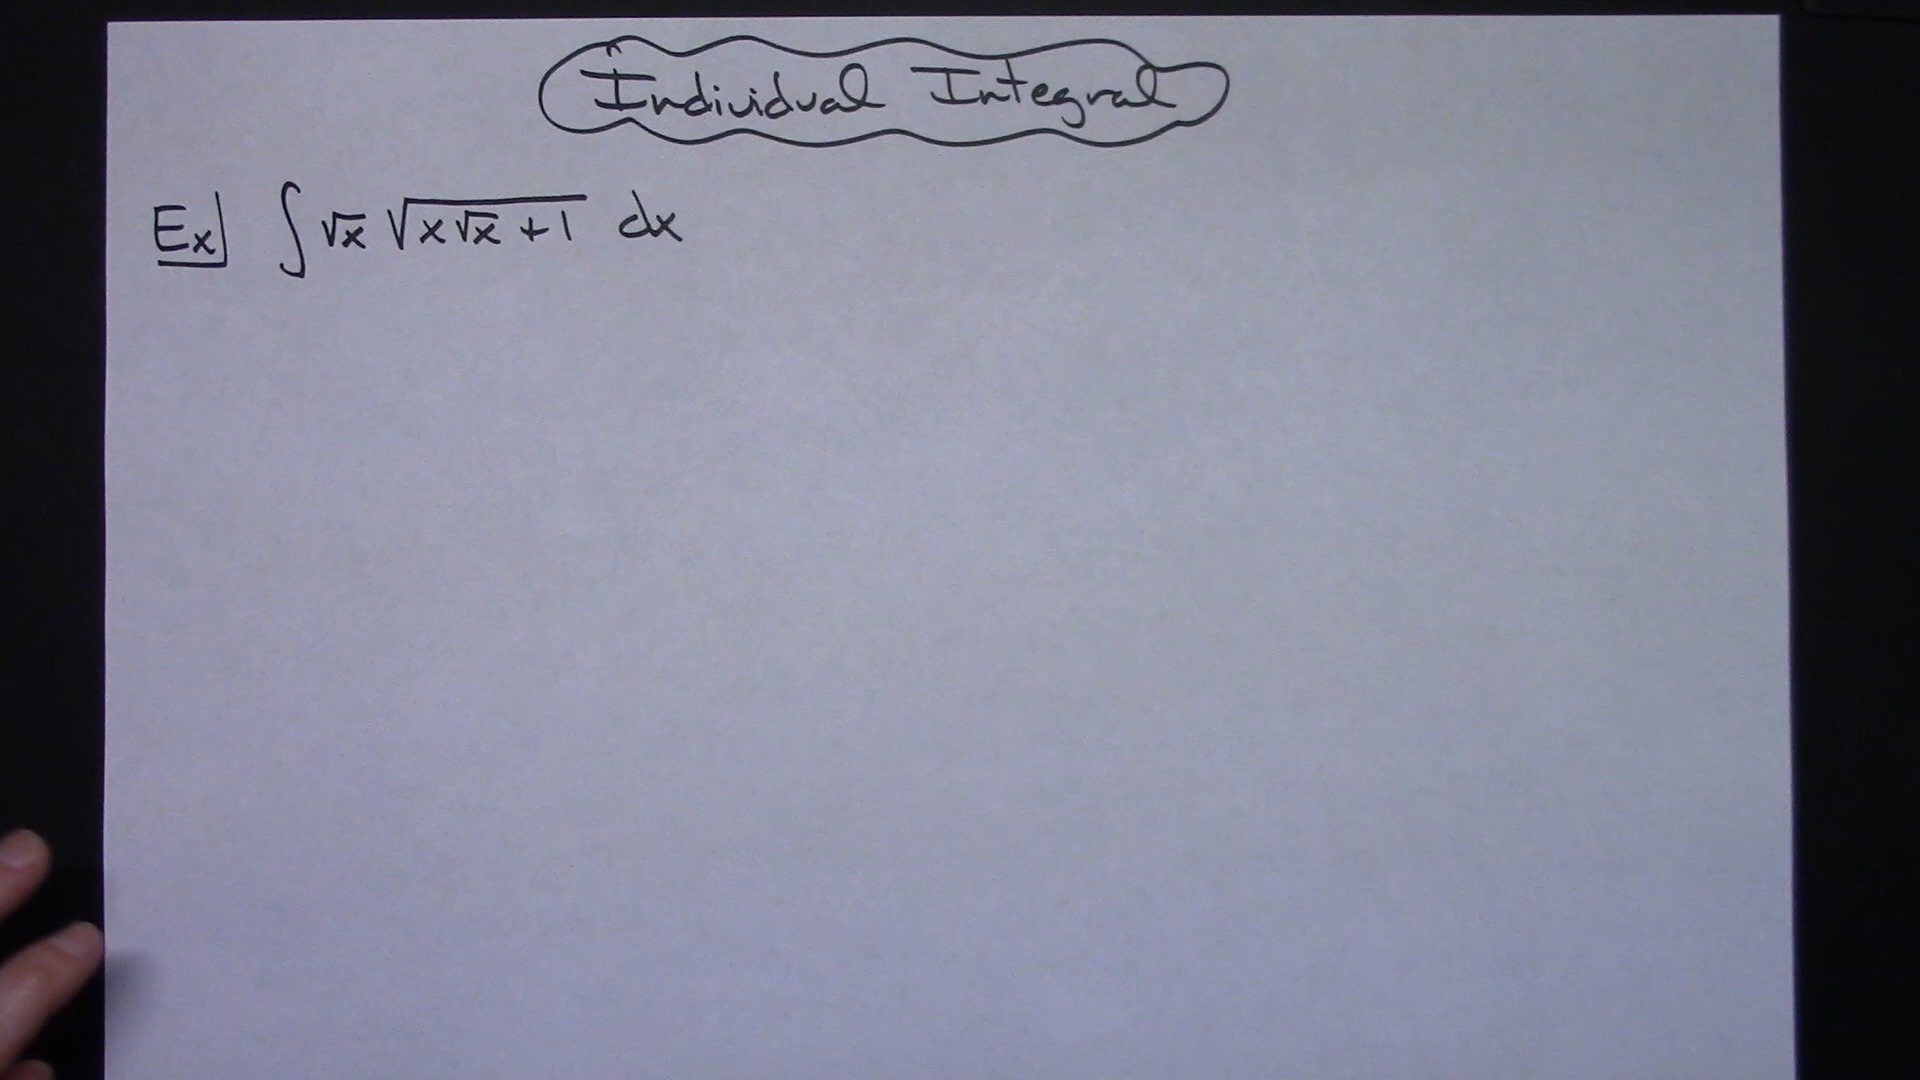 Individual Integral
Ex] ∫ √x √(x√x + 1) dx